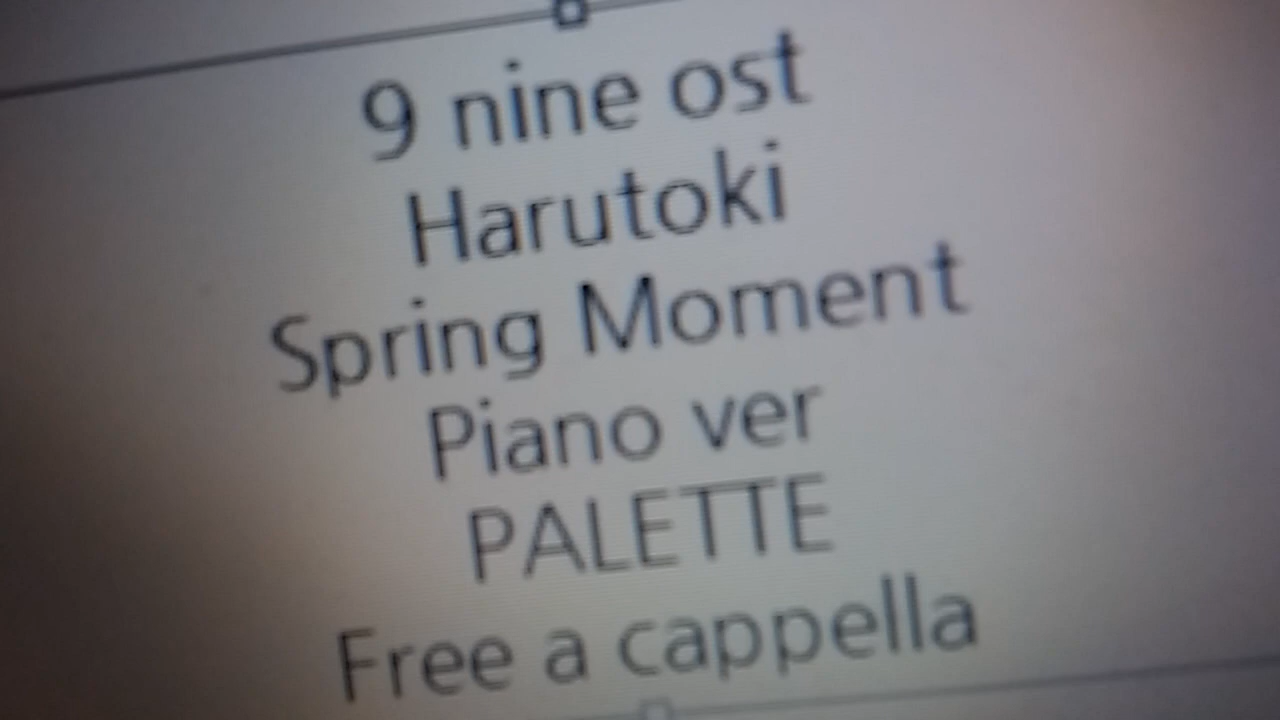 9 nine ost
Harutoki
Spring Moment
Piano ver
PALETTE
Free a cappella